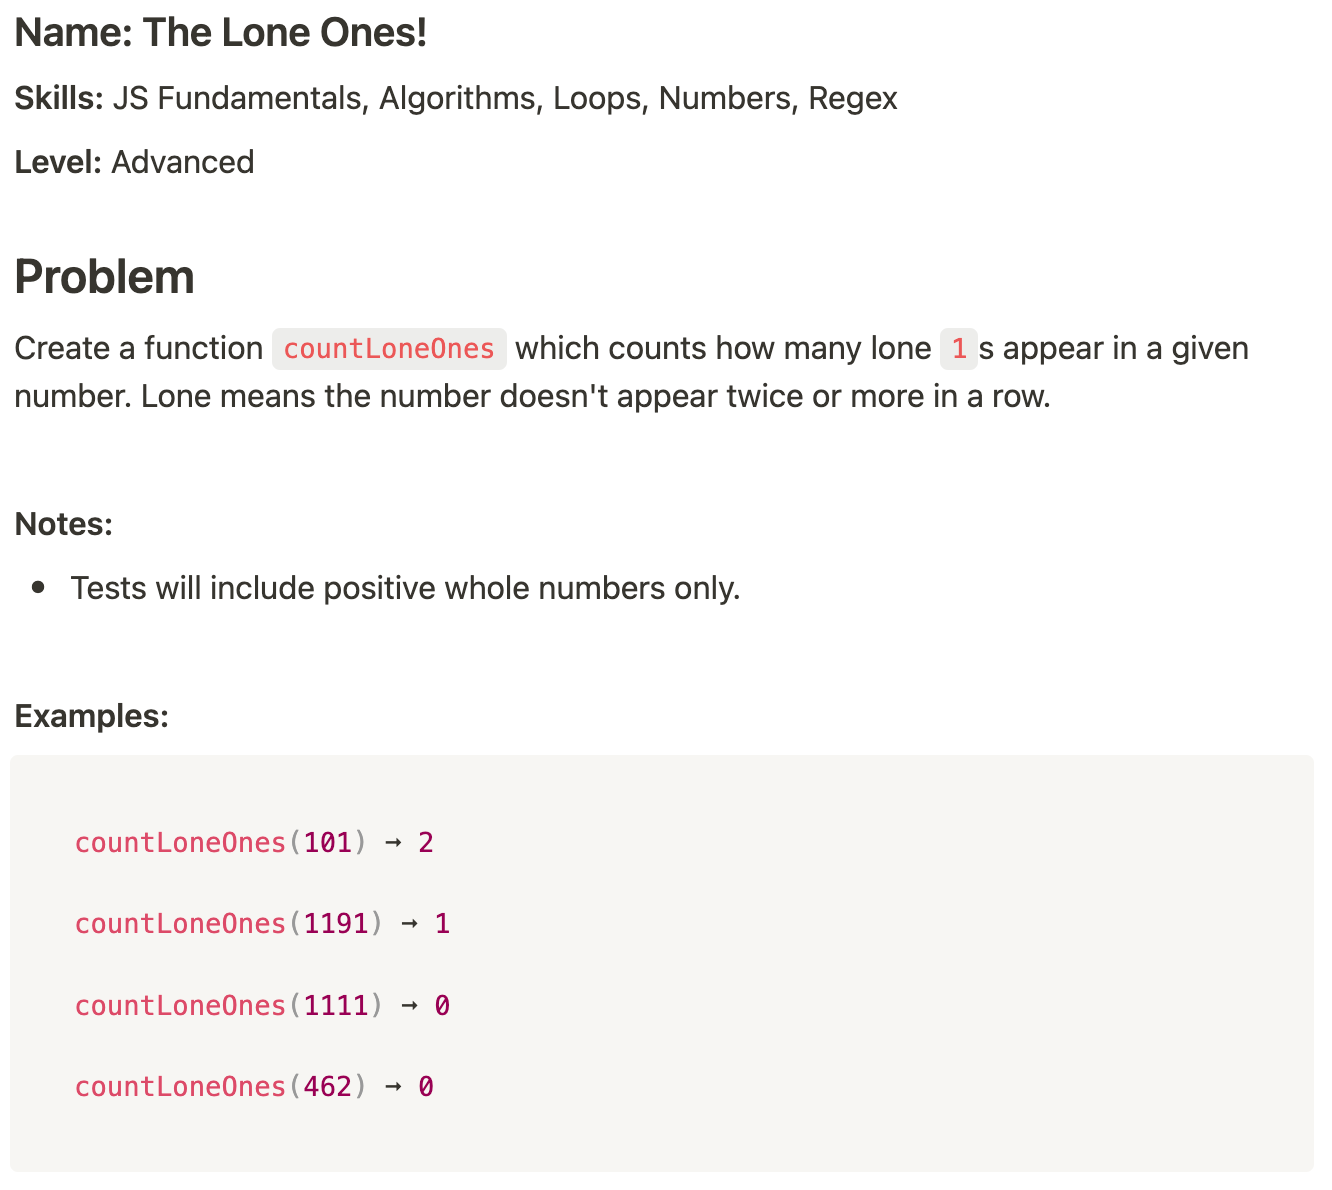 Name: The Lone Ones!
Skills: JS Fundamentals, Algorithms, Loops, Numbers, Regex
Level: Advanced
Problem
Create a function countLoneOnes which counts how many lone 1s appear in a given
number. Lone means the number doesn't appear twice or more in a row.
Notes:
• Tests will include positive whole numbers only.
Examples:
countLoneOnes(101) ➞ 2
countLoneOnes(1191) ➞ 1
countLoneOnes(1111) ➞ 0
countLoneOnes(462) ➞ 0